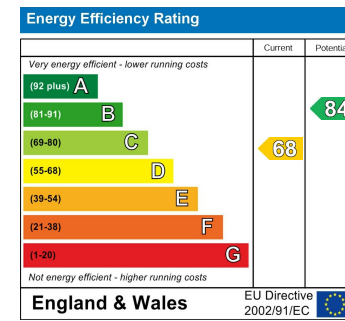 Energy Efficiency Rating
Current Potentia
Very energy efficient - lower running costs
(92 plus) A
(81-91) B
84
(69-80) C
68
(55-68) D
(39-54) E
(21-38) F
(1-20) G
Not energy efficient - higher running costs
England & Wales
EU Directive
2002/91/EC